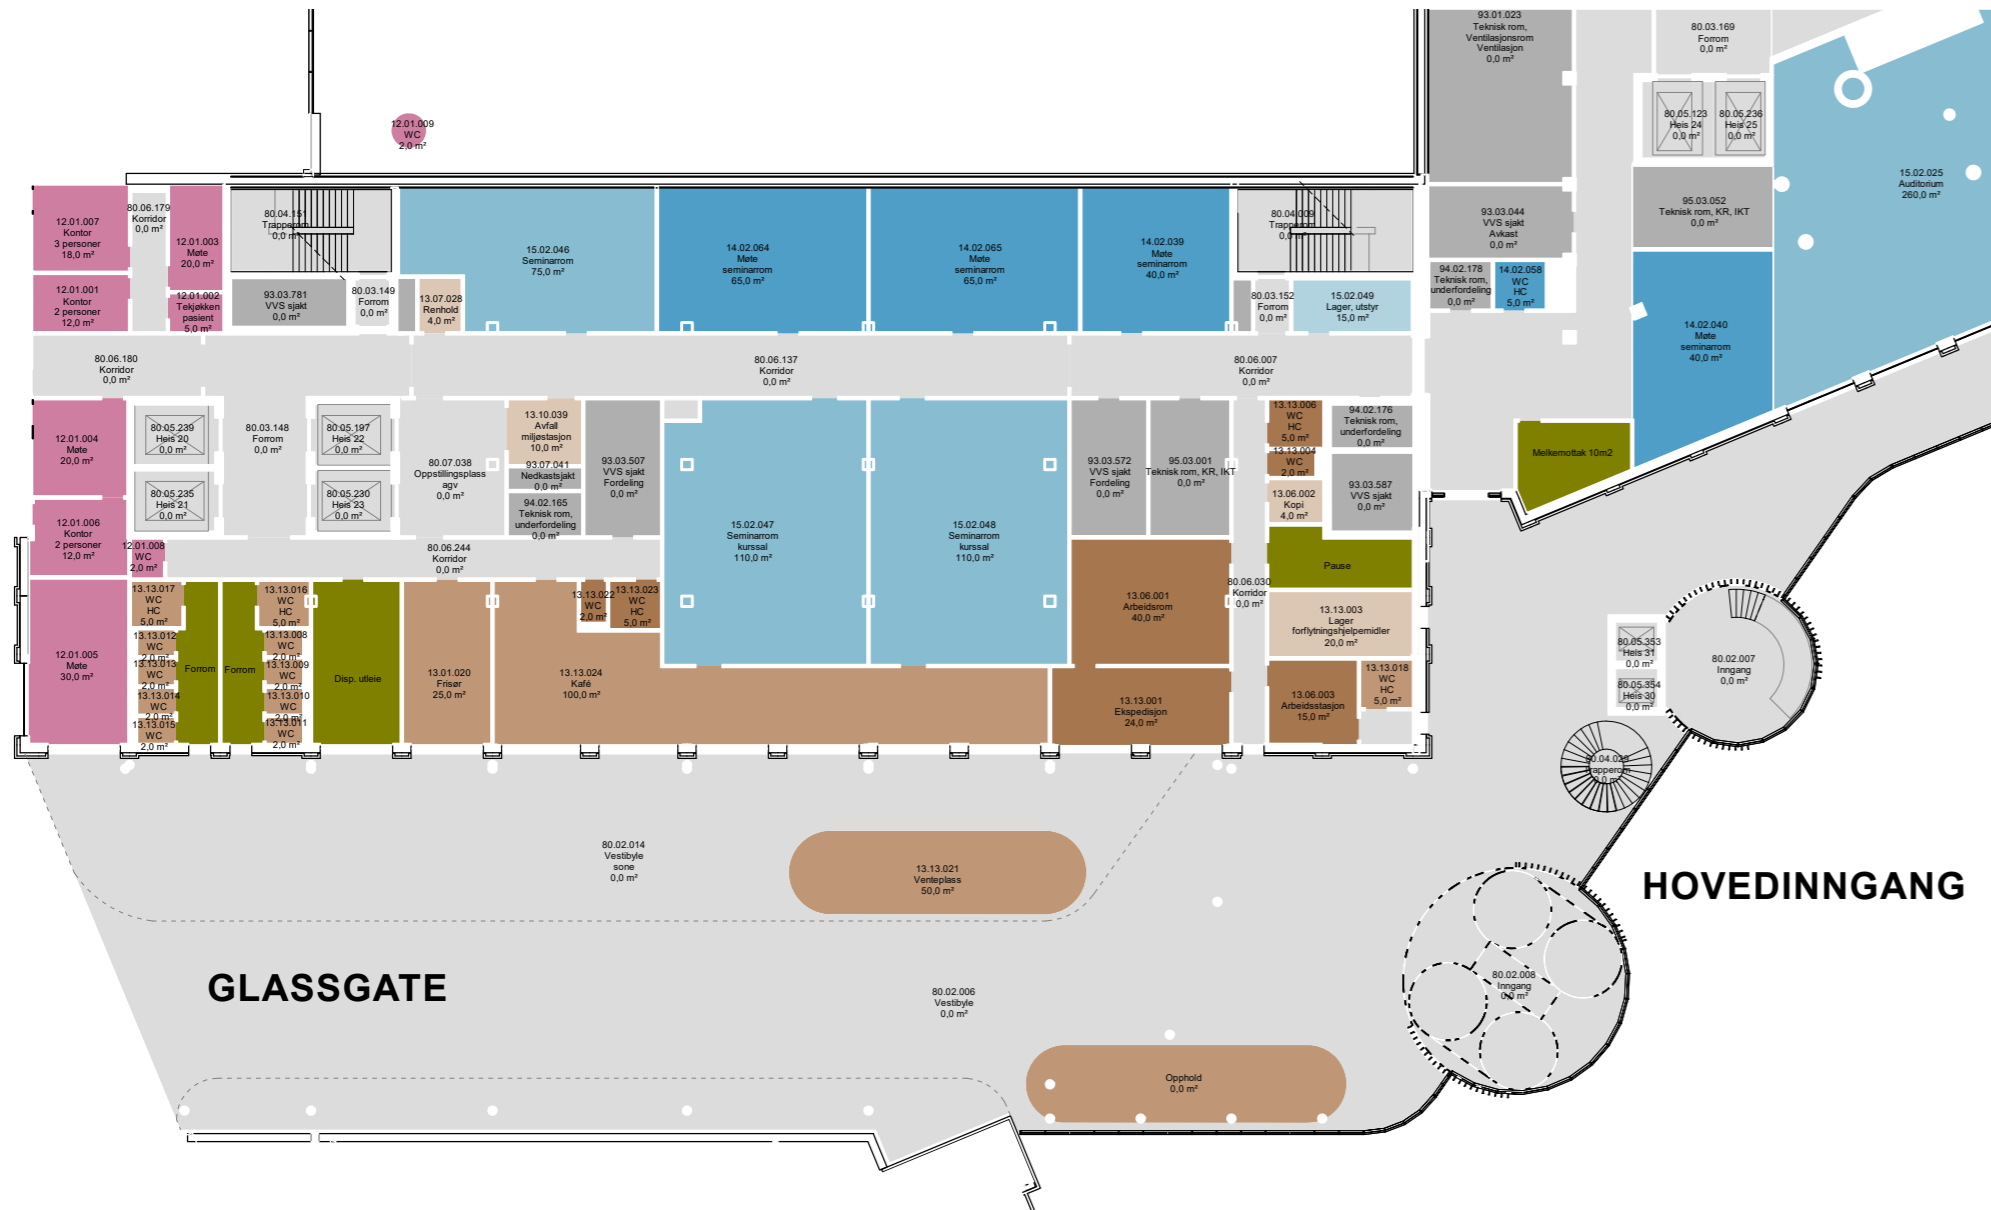 93.01.023
Teknisk rom,
Ventilasjonsrom
Ventilasjon
0,0 m²
80.03.169
Forrom
0,0 m²
12.01.009
WC
2,0 m²
80.05.123
Heis 24
0,0 m²
80.05.236
Heis 25
0,0 m²
15.02.025
Auditorium
260,0 m²
12.01.007
Kontor
3 personer
18,0 m²
80.06.179
Korridor
0,0 m²
12.01.003
Møte
20,0 m²
80.04.151
Trapperom
0,0 m²
15.02.046
Seminarrom
75,0 m²
14.02.064
Møte
seminarrom
65,0 m²
14.02.065
Møte
seminarrom
65,0 m²
14.02.039
Møte
seminarrom
40,0 m²
80.04.009
Trapperom
0,0 m²
93.03.044
VVS sjakt
Avkast
0,0 m²
95.03.052
Teknisk rom, KR, IKT
0,0 m²
12.01.001
Kontor
2 personer
12,0 m²
12.01.002
Tekjøkken
pasient
5,0 m²
93.03.781
VVS sjakt
0,0 m²
80.03.149
Forrom
0,0 m²
13.07.028
Renhold
4,0 m²
80.03.152
Forrom
0,0 m²
15.02.049
Lager, utstyr
15,0 m²
94.02.178
Teknisk rom,
underfordeling
0,0 m²
14.02.058
WC
HC
5,0 m²
14.02.040
Møte
seminarrom
40,0 m²
80.06.180
Korridor
0,0 m²
80.06.137
Korridor
0,0 m²
80.06.007
Korridor
0,0 m²
12.01.004
Møte
20,0 m²
80.05.239
Heis 20
0,0 m²
80.03.148
Forrom
0,0 m²
80.05.197
Heis 22
0,0 m²
80.07.038
Oppstillingsplass
agv
0,0 m²
13.10.039
Avfall
miljøstasjon
10,0 m²
93.07.041
Nedkastsjakt
0,0 m²
94.02.165
Teknisk rom,
underfordeling
0,0 m²
93.03.507
VVS sjakt
Fordeling
0,0 m²
93.03.572
VVS sjakt
Fordeling
0,0 m²
95.03.001
Teknisk rom, KR, IKT
0,0 m²
13.13.006
WC
HC
5,0 m²
13.13.004
WC
2,0 m²
13.06.002
Kopi
4,0 m²
94.02.176
Teknisk rom,
underfordeling
0,0 m²
93.03.587
VVS sjakt
0,0 m²
Melkemottak 10m2
80.05.235
Heis 21
0,0 m²
80.05.230
Heis 23
0,0 m²
12.01.006
Kontor
2 personer
12,0 m²
12.01.008
WC
2,0 m²
80.06.244
Korridor
0,0 m²
15.02.047
Seminarrom
kurssal
110,0 m²
15.02.048
Seminarrom
kurssal
110,0 m²
Pause
12.01.005
Møte
30,0 m²
13.13.017
WC
HC
5,0 m²
13.13.012
WC
2,0 m²
13.13.013
WC
2,0 m²
13.13.014
WC
2,0 m²
13.13.015
WC
2,0 m²
Forrom
Forrom
13.13.016
WC
HC
5,0 m²
13.13.008
WC
2,0 m²
13.13.009
WC
2,0 m²
13.13.010
WC
2,0 m²
13.13.011
WC
2,0 m²
Disp. utleie
13.01.020
Frisør
25,0 m²
13.13.024
Kafé
100,0 m²
13.13.022
WC
2,0 m²
13.13.023
WC
HC
5,0 m²
13.06.001
Arbeidsrom
40,0 m²
80.06.030
Korridor
0,0 m²
13.13.003
Lager
forflytningshjelpemidler
20,0 m²
13.13.001
Ekspedisjon
24,0 m²
13.06.003
Arbeidsstasjon
15,0 m²
13.13.018
WC
HC
5,0 m²
80.05.353
Heis 31
0,0 m²
80.05.354
Heis 30
0,0 m²
80.02.007
Inngang
0,0 m²
80.04.029
Trapperom
0,0 m²
80.02.014
Vestibyle
sone
0,0 m²
13.13.021
Venteplass
50,0 m²
HOVEDINNGANG
GLASSGATE
80.02.006
Vestibyle
0,0 m²
80.02.008
Inngang
0,0 m²
Opphold
0,0 m²